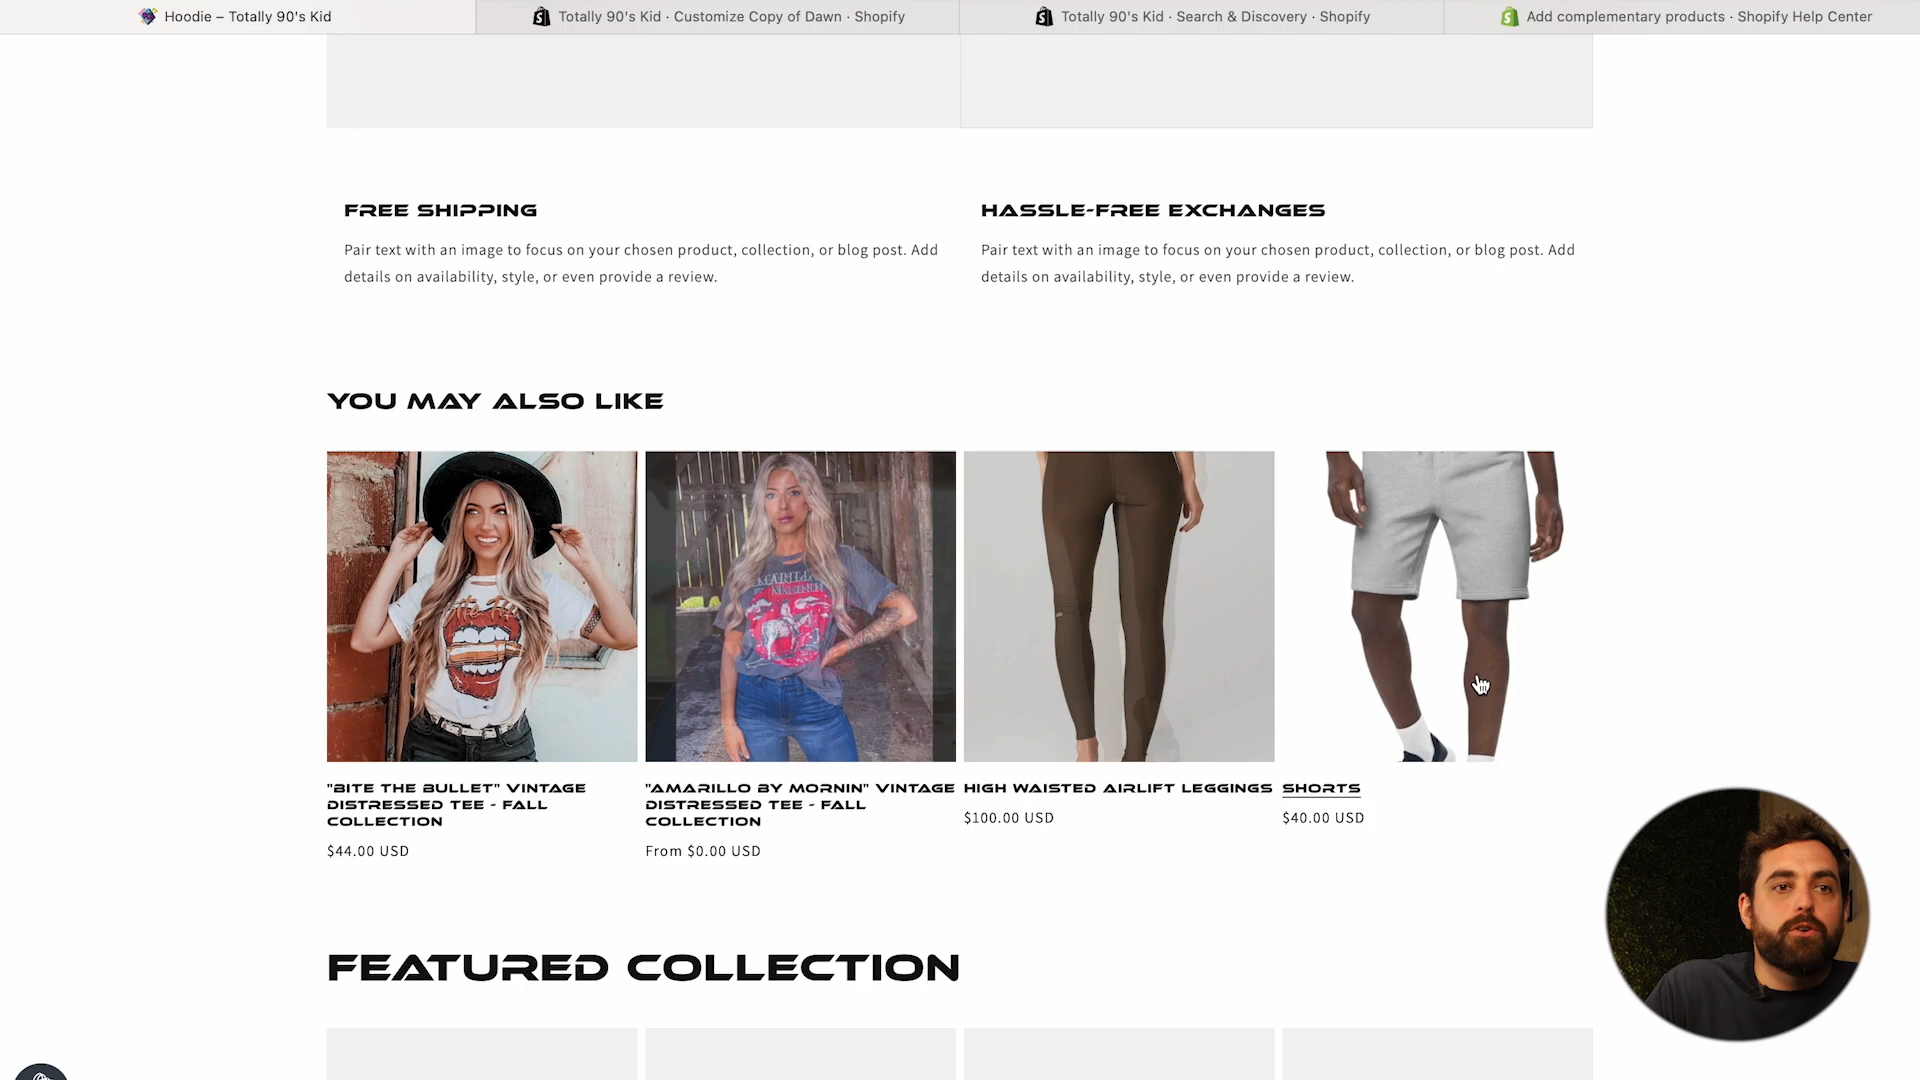 Hoodie – Totally 90's Kid
Totally 90's Kid · Customize Copy of Dawn · Shopify
Totally 90's Kid · Search & Discovery · Shopify
Add complementary products · Shopify Help Center
FREE SHIPPING
Pair text with an image to focus on your chosen product, collection, or blog post. Add
details on availability, style, or even provide a review.
HASSLE-FREE EXCHANGES
Pair text with an image to focus on your chosen product, collection, or blog post. Add
details on availability, style, or even provide a review.
YOU MAY ALSO LIKE
"BITE THE BULLET" VINTAGE
DISTRESSED TEE - FALL
COLLECTION
$44.00 USD
"AMARILLO BY MORNIN" VINTAGE
DISTRESSED TEE - FALL
COLLECTION
From $0.00 USD
HIGH WAISTED AIRLIFT LEGGINGS
$100.00 USD
SHORTS
$40.00 USD
FEATURED COLLECTION